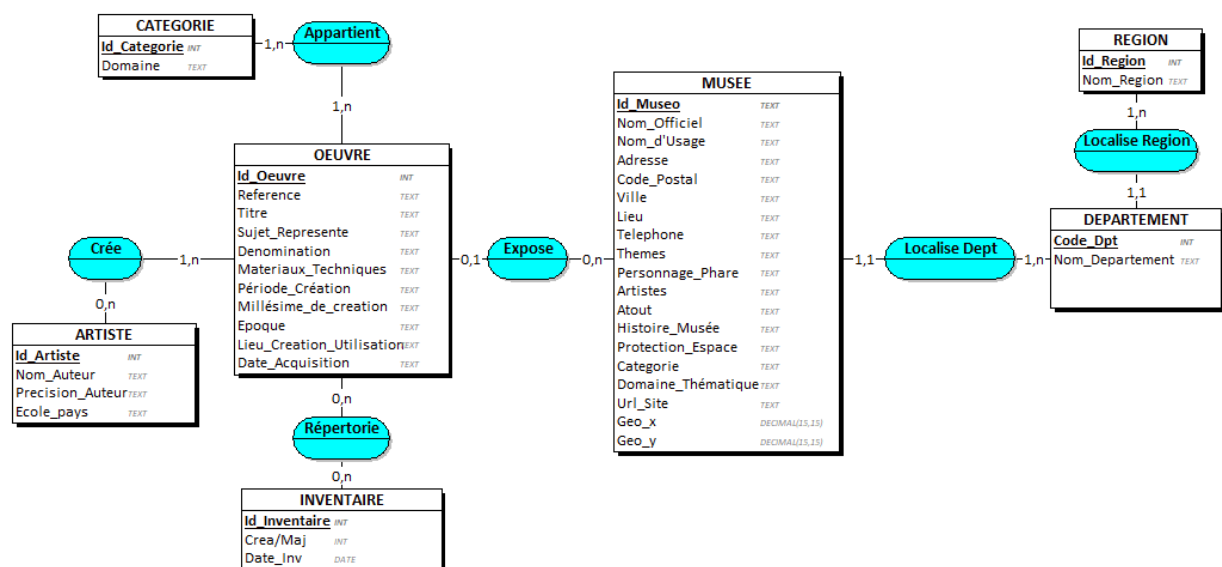 CATEGORIE
Id_Categorie INT
Domaine TEXT
1,n
Appartient
1,n
OEUVRE
Id_Oeuvre INT
Reference TEXT
Titre TEXT
Sujet_Represente TEXT
Denomination TEXT
Materiaux_Techniques TEXT
Période_Création TEXT
Millésime_de_creation TEXT
Epoque TEXT
Lieu_Creation_Utilisation TEXT
Date_Acquisition TEXT
1,n
Crée
0,n
ARTISTE
Id_Artiste INT
Nom_Auteur TEXT
Precision_Auteur TEXT
Ecole_pays TEXT
0,n
Répertorie
0,n
INVENTAIRE
Id_Inventaire INT
Crea/Maj INT
Date_Inv DATE
0,1
Expose
0,n
MUSEE
Id_Museo TEXT
Nom_Officiel TEXT
Nom_d'Usage TEXT
Adresse TEXT
Code_Postal TEXT
Ville TEXT
Lieu TEXT
Telephone TEXT
Themes TEXT
Personnage_Phare TEXT
Artistes TEXT
Atout TEXT
Histoire_Musée TEXT
Protection_Espace TEXT
Categorie TEXT
Domaine_Thématique TEXT
Url_Site TEXT
Geo_x DECIMAL(15,15)
Geo_y DECIMAL(15,15)
1,1
Localise Dept
1,n
REGION
Id_Region INT
Nom_Region TEXT
1,n
Localise Region
1,1
DEPARTEMENT
Code_Dpt INT
Nom_Departement TEXT